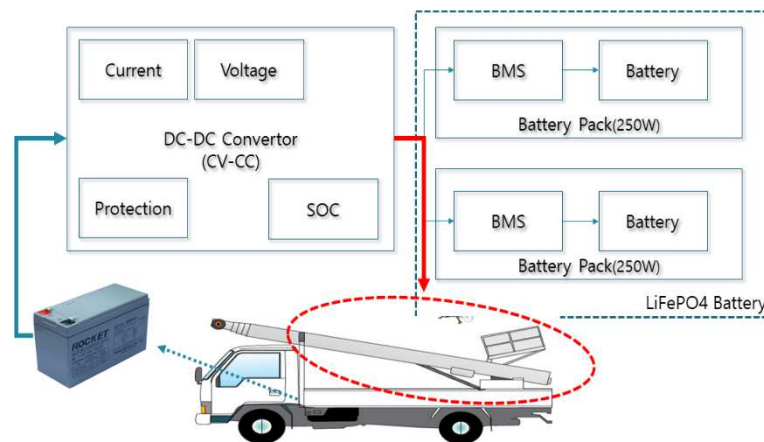 Current
Voltage
DC-DC Convertor
(CV-CC)
Protection
SOC
BMS
Battery
Battery Pack(250W)
BMS
Battery
Battery Pack(250W)
LiFePO4 Battery
ROCKET